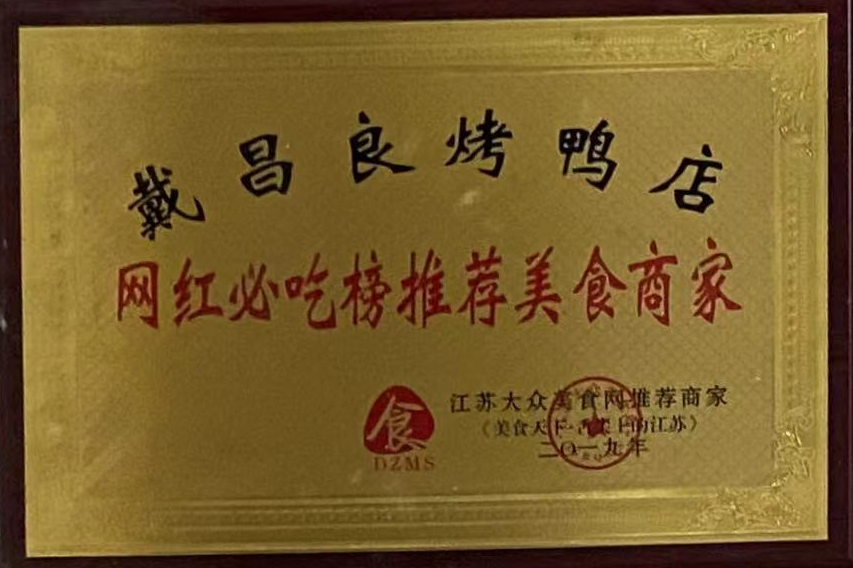 戴昌良烤鸭店
网红必吃榜推荐美食商家
食
DZMS
江苏大众美食网推荐商家
(美食天下·舌尖上的江苏)
二〇一九年